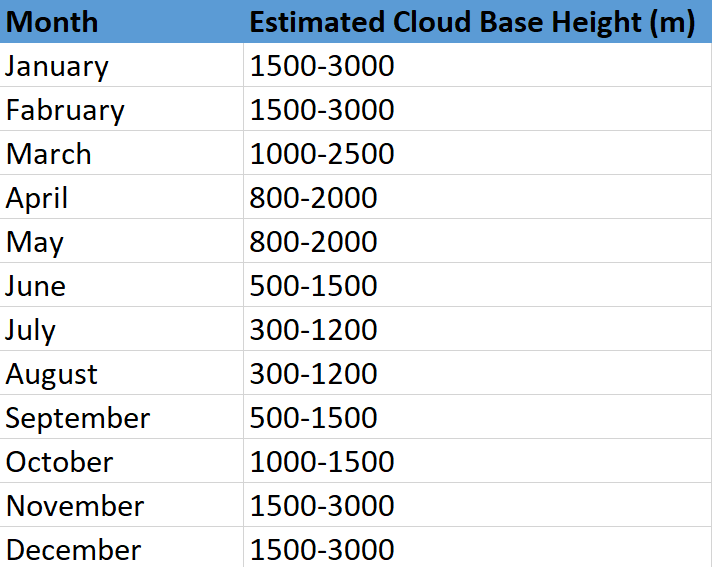 Month Estimated Cloud Base Height (m)
January 1500-3000
Fabruary 1500-3000
March 1000-2500
April 800-2000
May 800-2000
June 500-1500
July 300-1200
August 300-1200
September 500-1500
October 1000-1500
November 1500-3000
December 1500-3000